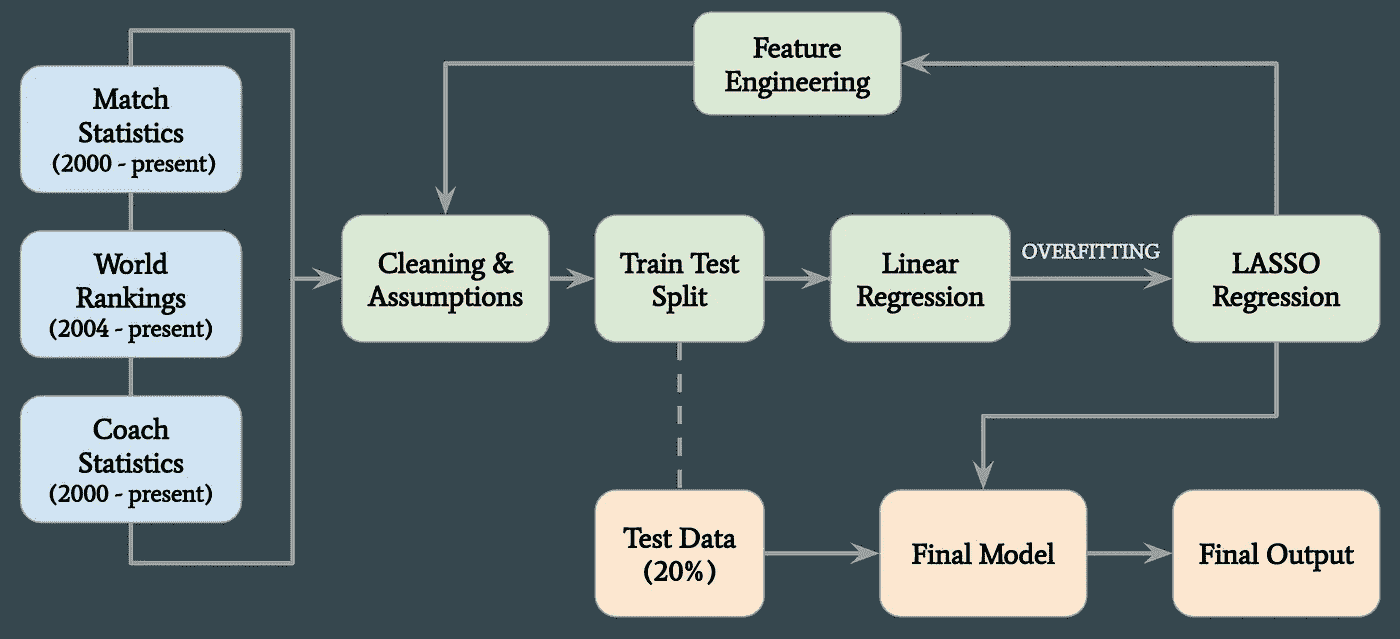 Match
Statistics
(2000 - present)
World
Rankings
(2004 - present)
Coach
Statistics
(2000 - present)
Feature
Engineering
Cleaning &
Assumptions
Train Test
Split
Linear
Regression
OVERFITTING
LASSO
Regression
Test Data
(20%)
Final Model
Final Output